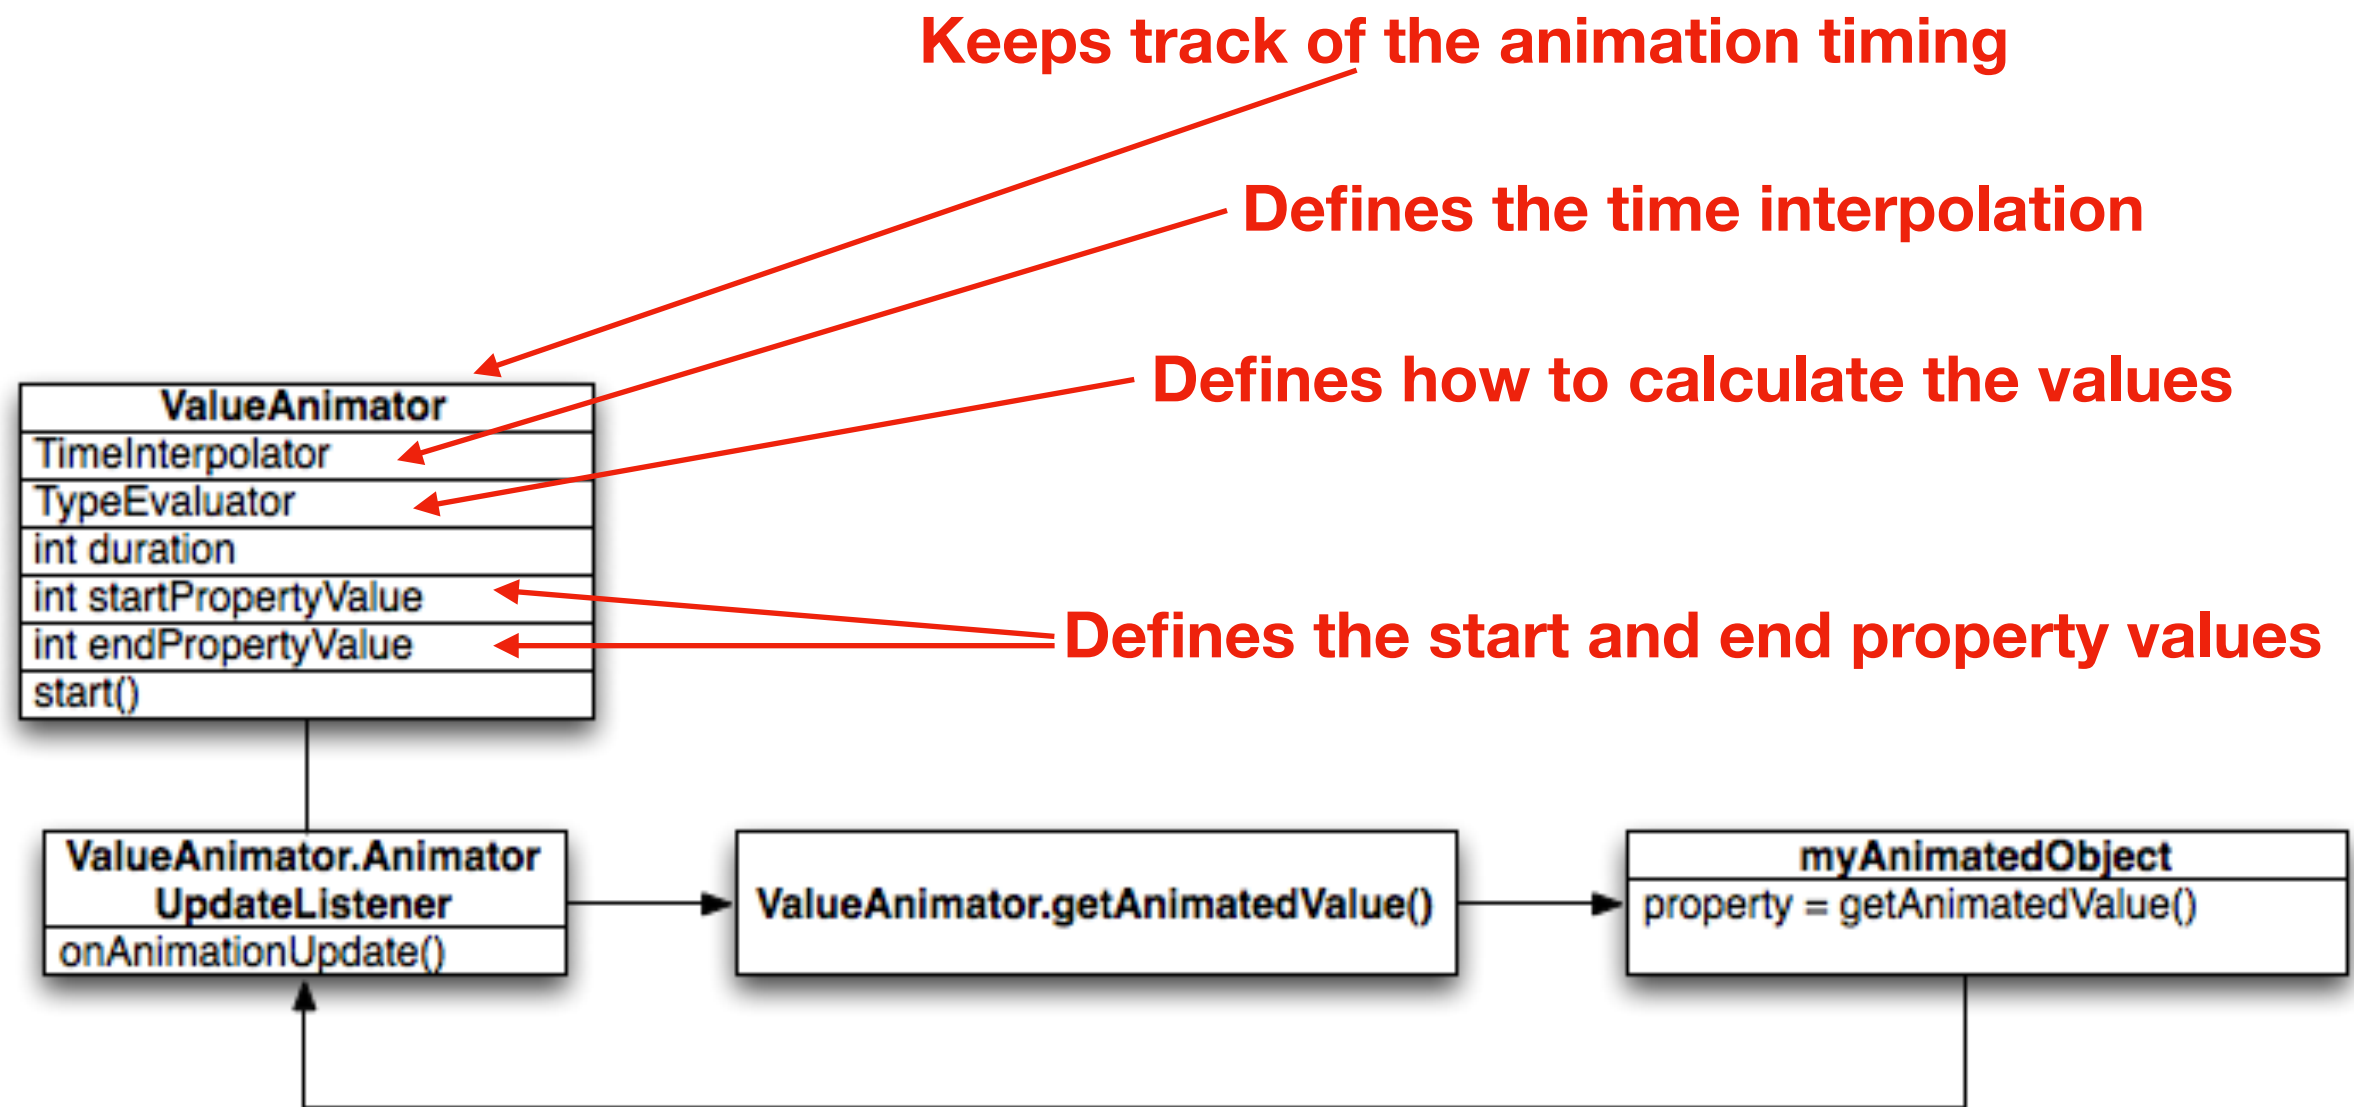 Keeps track of the animation timing
Defines the time interpolation
Defines how to calculate the values
ValueAnimator
TimeInterpolator
TypeEvaluator
int duration
int startPropertyValue
int endPropertyValue
Defines the start and end property values
start()
ValueAnimator.Animator
UpdateListener
onAnimationUpdate()
ValueAnimator.getAnimatedValue()
myAnimatedObject
property = getAnimatedValue()